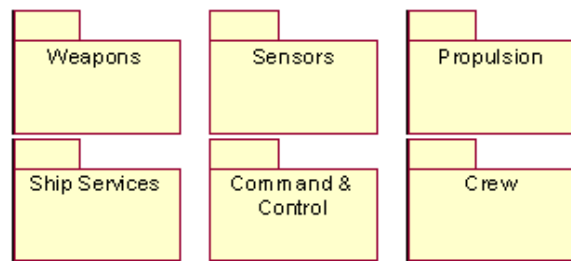 Weapons
Sensors
Propulsion
Ship Services
Command &
Control
Crew